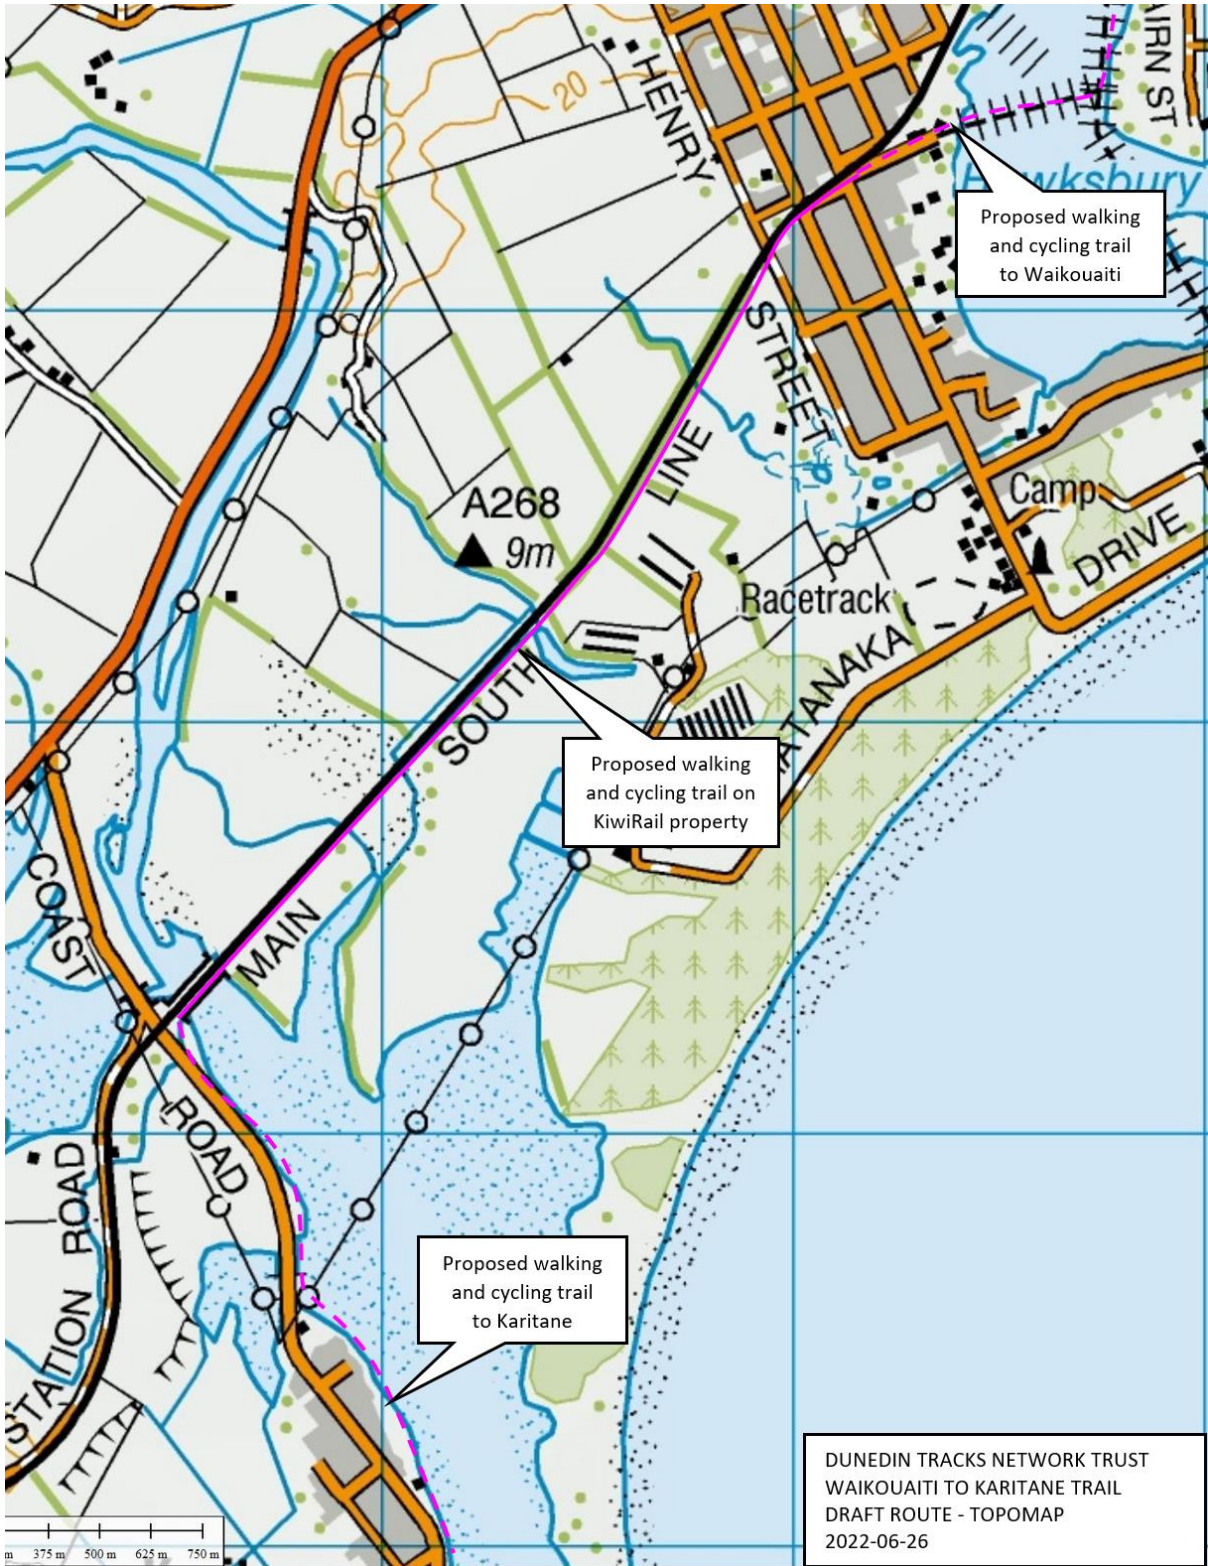 20
HENRY
IRN ST
Hawksbury
Proposed walking
and cycling trail
to Waikouaiti
STREET
LINE
A268
9m
Camp
DRIVE
Racetrack
ATANAKA
SOUTH
Proposed walking
and cycling trail on
KiwiRail property
COAST
MAIN
ROAD
STATION ROAD
Proposed walking
and cycling trail
to Karitane
DUNEDIN TRACKS NETWORK TRUST
WAIKOUAITI TO KARITANE TRAIL
DRAFT ROUTE - TOPOMAP
2022-06-26
m 375 m 500 m 625 m 750 m